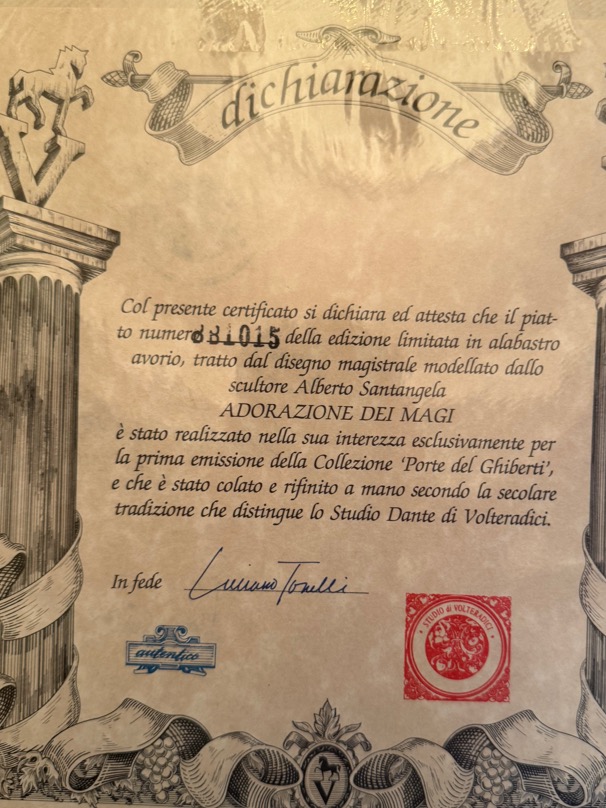 dichiarazione
Col presente certificato si dichiara ed attesta che il piat-
to numero 881015 della edizione limitata in alabastro
avorio, tratto dal disegno magistrale modellato dallo
scultore Alberto Santangela
ADORAZIONE DEI MAGI
è stato realizzato nella sua interezza esclusivamente per
la prima emissione della Collezione 'Porte del Ghiberti',
e che è stato colato e rifinito a mano secondo la secolare
tradizione che distingue lo Studio Dante di Volteradici.
In fede Luciano Tonelli
autentico
STUDIO di VOLTERADICI
V
V